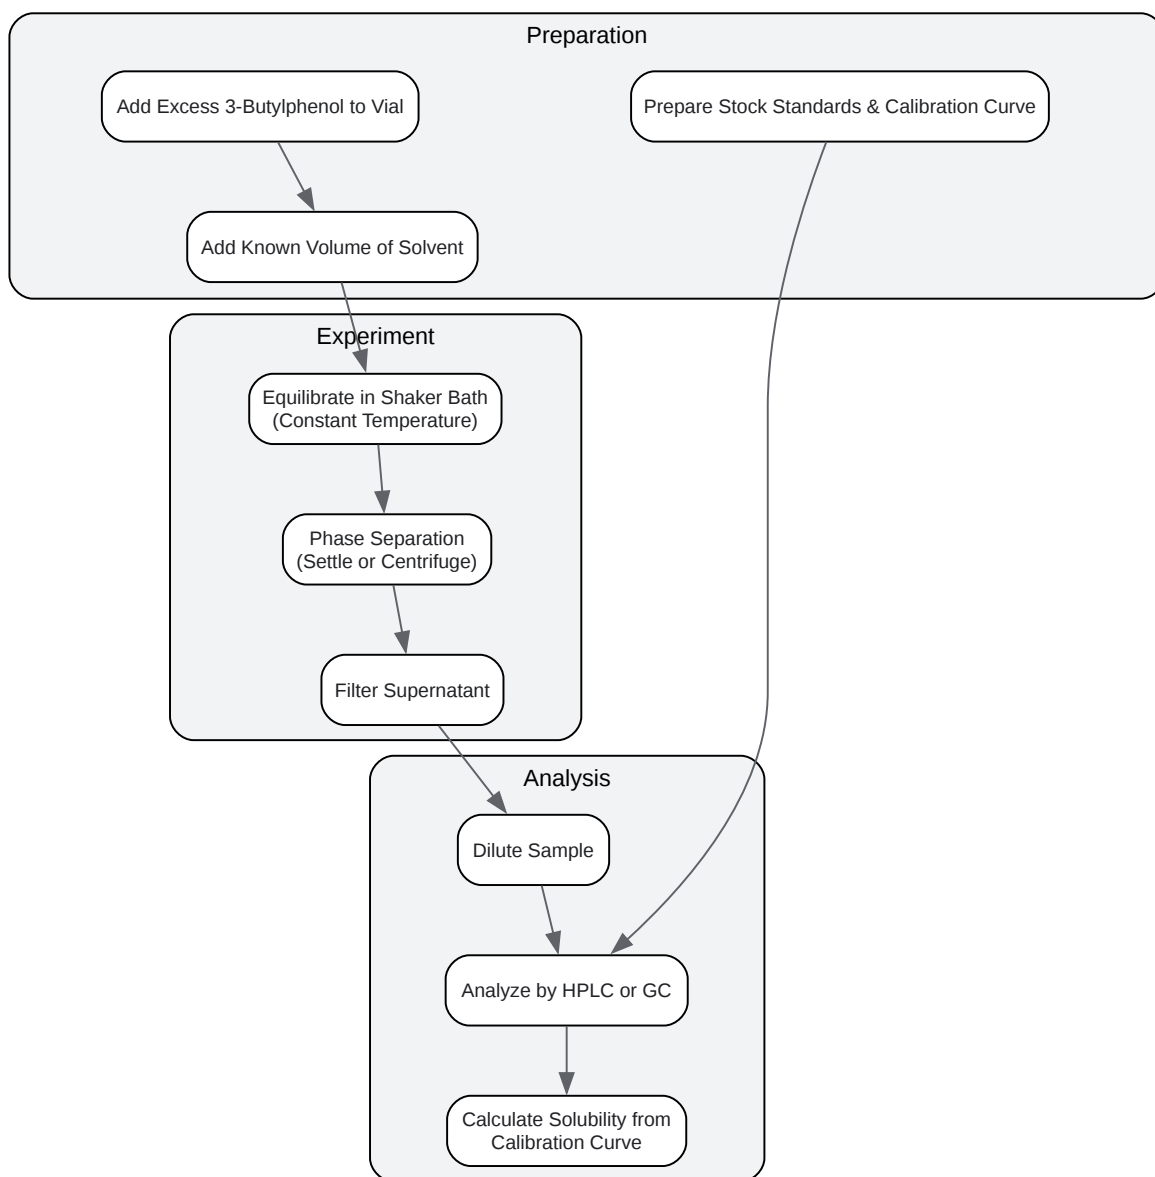 Preparation
Add Excess 3-Butylphenol to Vial
Prepare Stock Standards & Calibration Curve
Add Known Volume of Solvent
Experiment
Equilibrate in Shaker Bath
(Constant Temperature)
Phase Separation
(Settle or Centrifuge)
Filter Supernatant
Analysis
Dilute Sample
Analyze by HPLC or GC
Calculate Solubility from
Calibration Curve